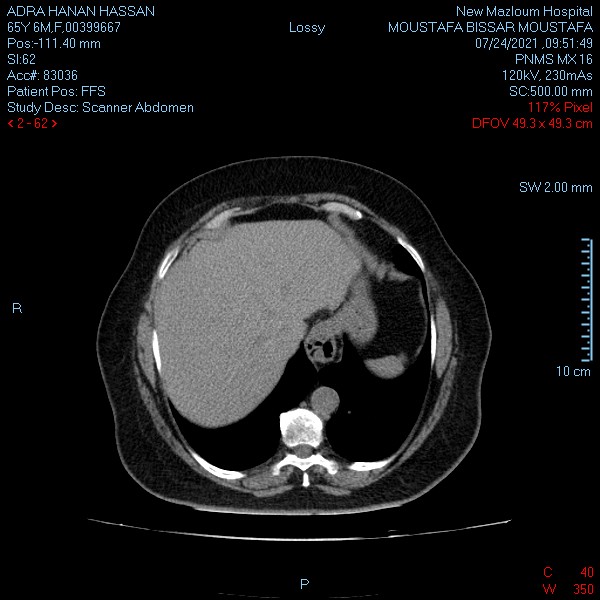 ADRA HANAN HASSAN
65Y 6M,F,00399667
Pos:-111.40 mm
SI:62
Acc#: 83036
Patient Pos: FFS
Study Desc: Scanner Abdomen
< 2 - 62 >
Lossy
New Mazloum Hospital
MOUSTAFA BISSAR MOUSTAFA
07/24/2021 ,09:51:49
PNMS MX 16
120kV, 230mAs
SC:500.00 mm
117% Pixel
DFOV 49.3 x 49.3 cm
SW 2.00 mm
R
10 cm
P
C 40
W 350